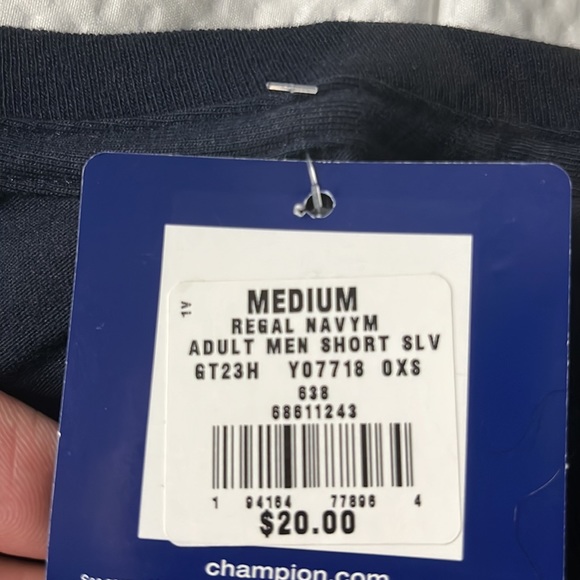 1V
MEDIUM
REGAL NAVYM
ADULT MEN SHORT SLV
GT23H Y07718 0XS
638
68611243
1 94164 77896 4
$20.00
champion.com